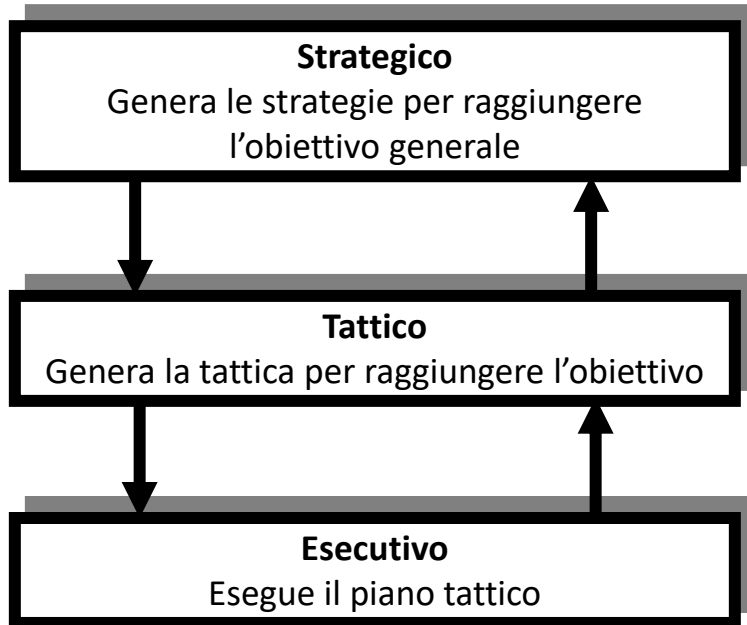 Strategico
Genera le strategie per raggiungere
l’obiettivo generale
Tattico
Genera la tattica per raggiungere l’obiettivo
Esecutivo
Esegue il piano tattico